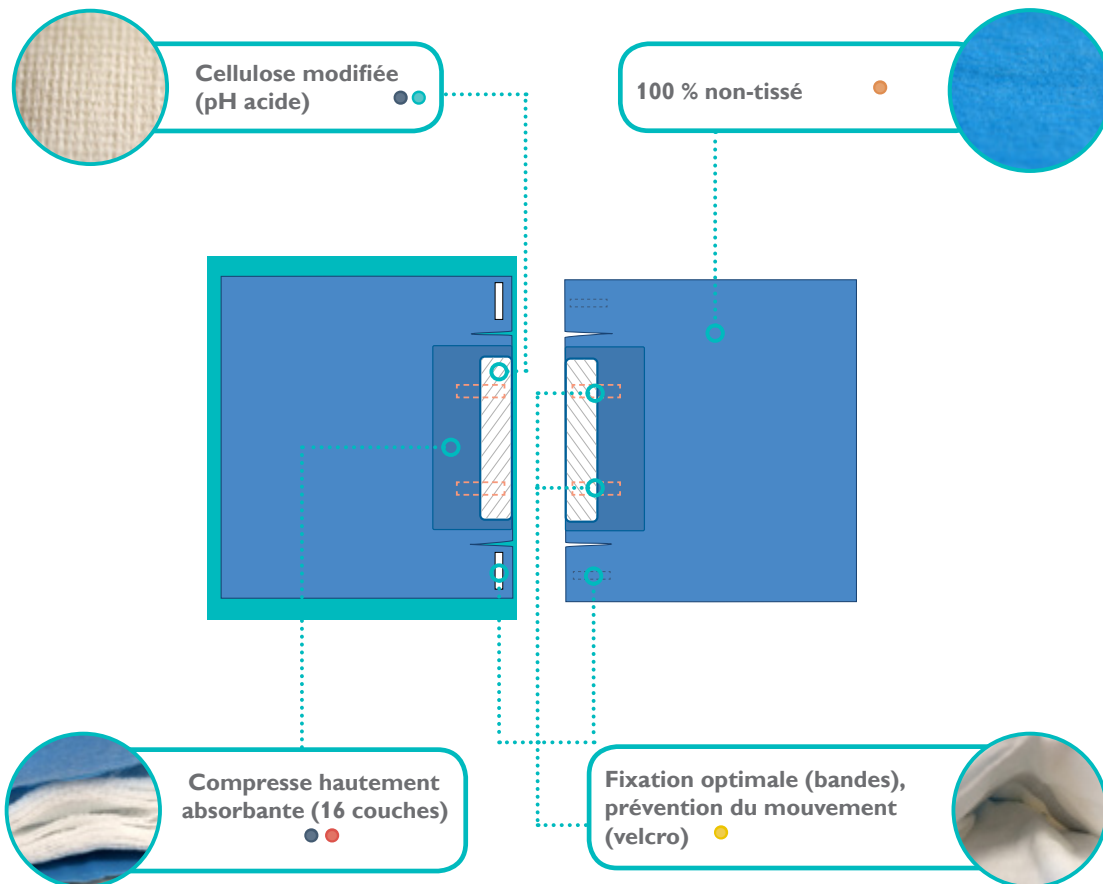 Cellulose modifiée
(pH acide)
100 % non-tissé
Compresse hautement
absorbante (16 couches)
Fixation optimale (bandes),
prévention du mouvement
(velcro)